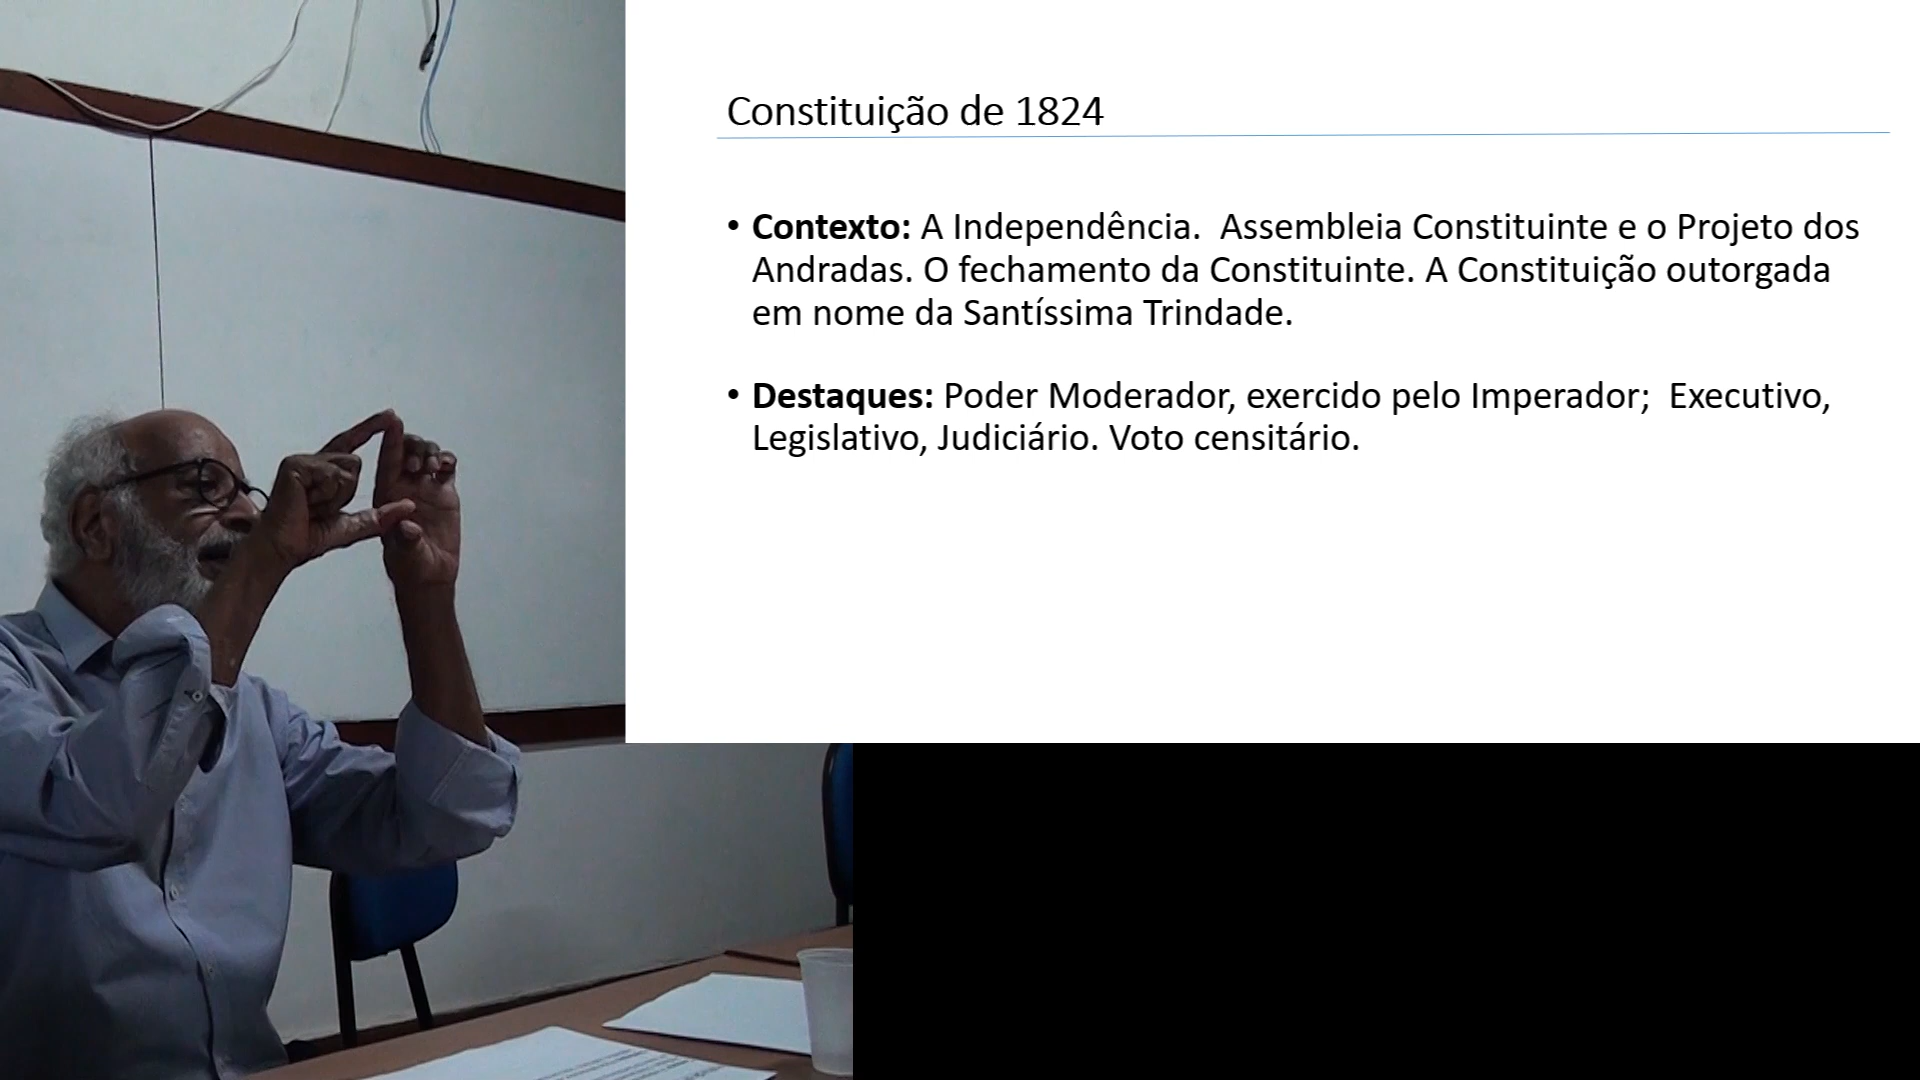 Constituição de 1824
• Contexto: A Independência.  Assembleia Constituinte e o Projeto dos
Andradas. O fechamento da Constituinte. A Constituição outorgada
em nome da Santíssima Trindade.
• Destaques: Poder Moderador, exercido pelo Imperador;  Executivo,
Legislativo, Judiciário. Voto censitário.